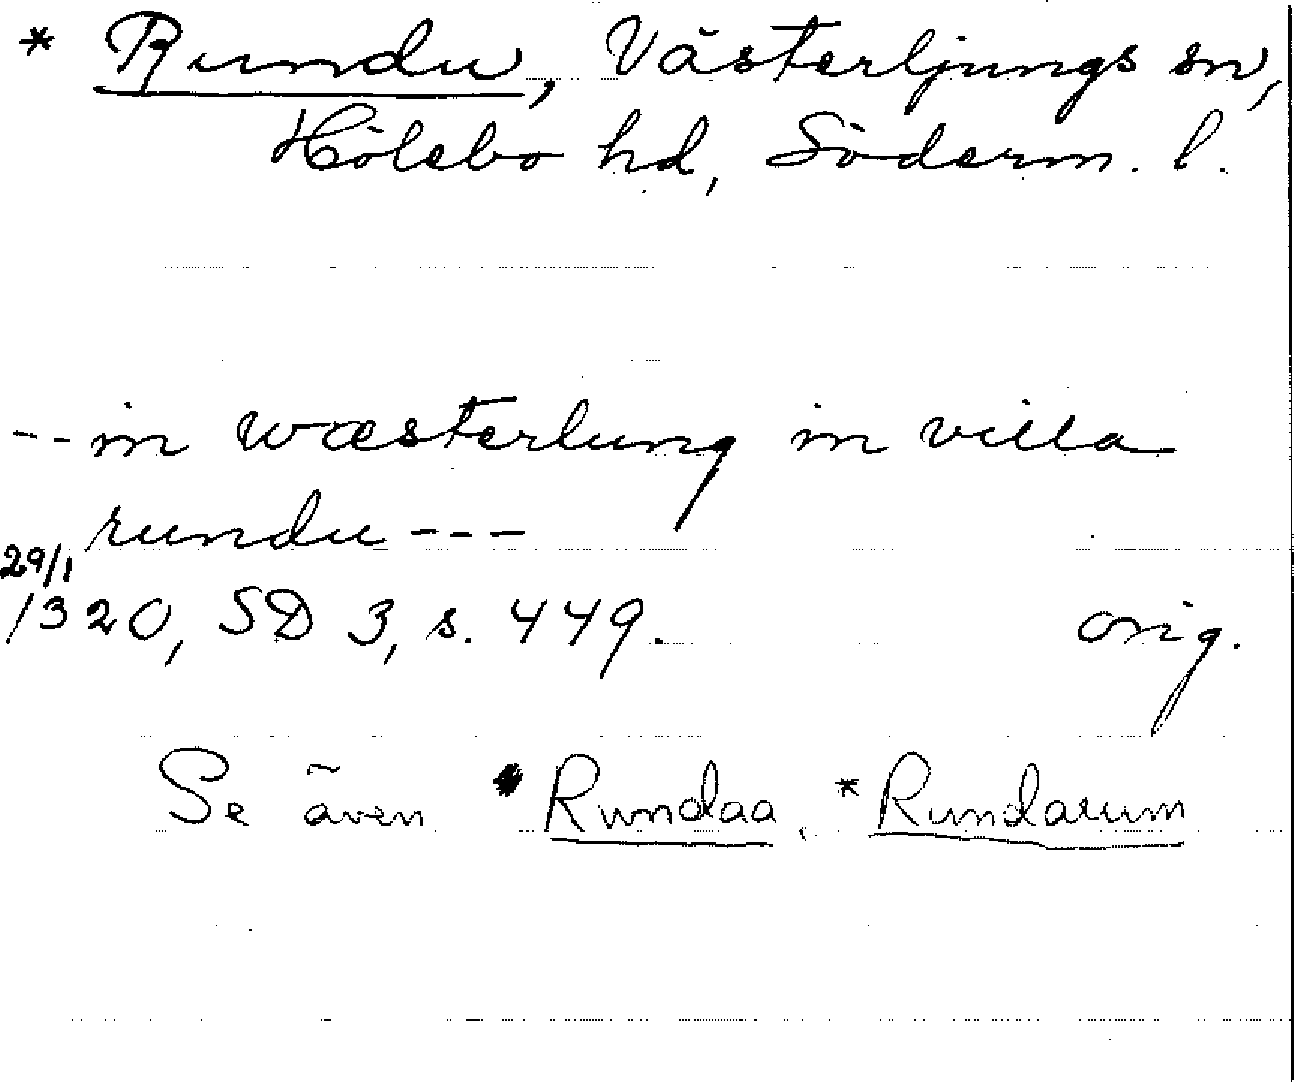 * Rundu, Västerljungs sn,
Hölebo hd, Söderm. l.
-- in wæsterlung in villa
rundu ---
29/1
1320, SD 3, s. 449. orig.
Se även * Rundaa, * Rundarum